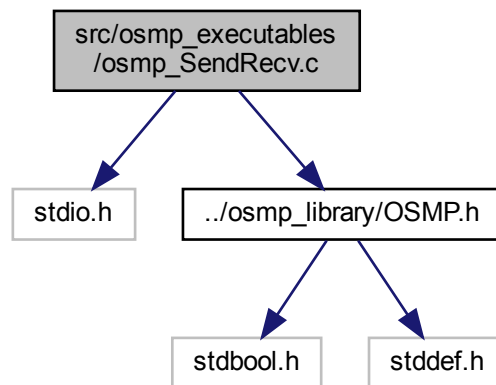 src/osmp_executables
/osmp_SendRecv.c
stdio.h
../osmp_library/OSMP.h
stdbool.h
stddef.h